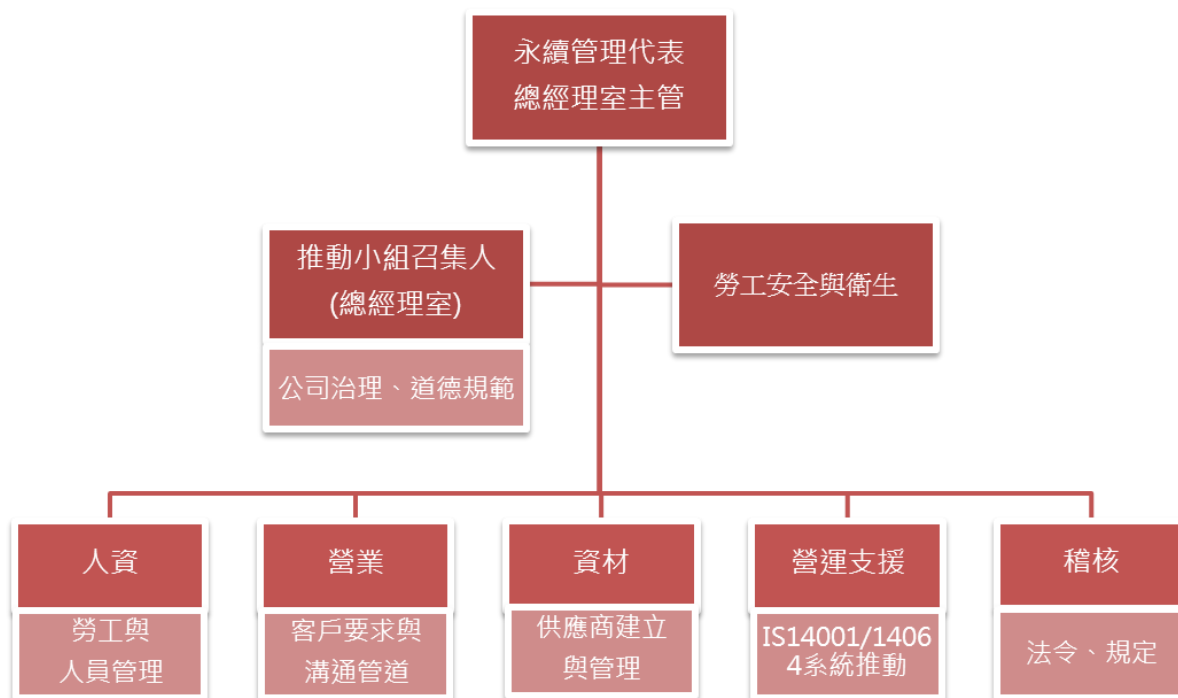 永續管理代表
總經理室主管
推動小組召集人
(總經理室)
公司治理、道德規範
勞工安全與衛生
人資
勞工與
人員管理
營業
客戶要求與
溝通管道
資材
供應商建立
與管理
營運支援
IS14001/1406
4系統推動
稽核
法令、規定